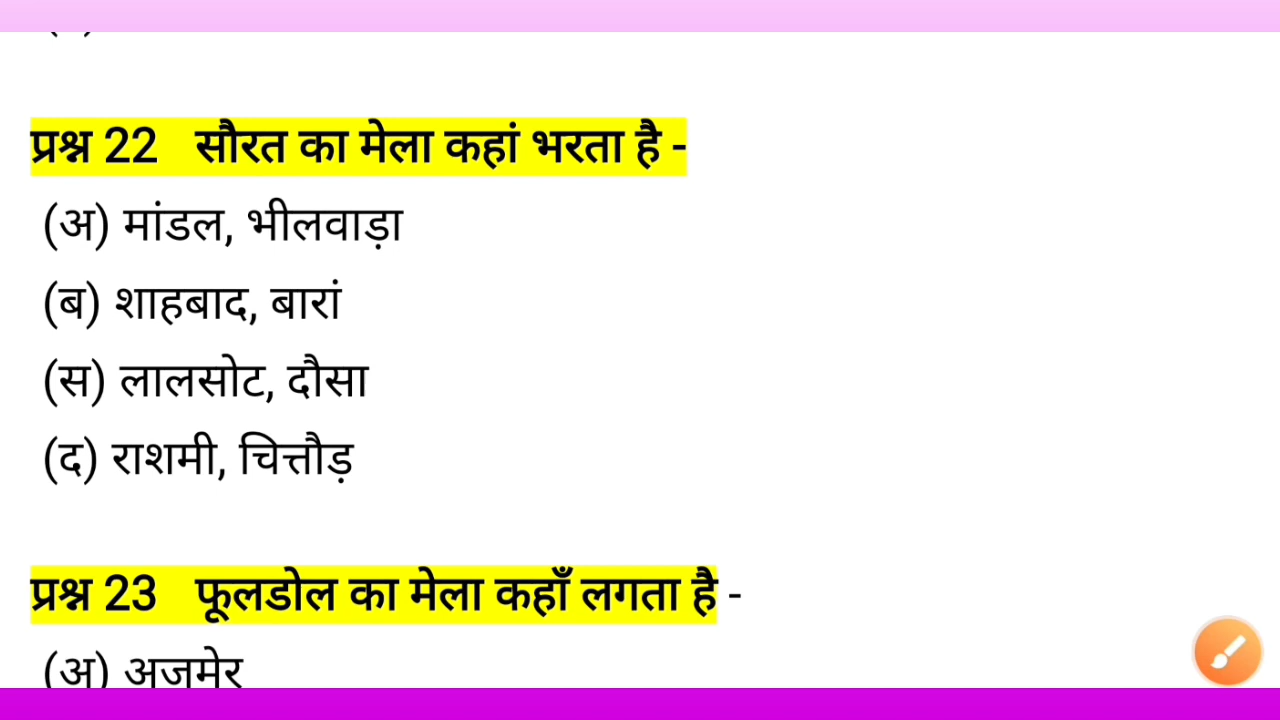 प्रश्न 22 सौरत का मेला कहां भरता है -
(अ) मांडल, भीलवाड़ा
(ब) शाहबाद, बारां
(स) लालसोट, दौसा
(द) राशमी, चित्तौड़
प्रश्न 23 फूलडोल का मेला कहाँ लगता है -
(अ) अजमेर